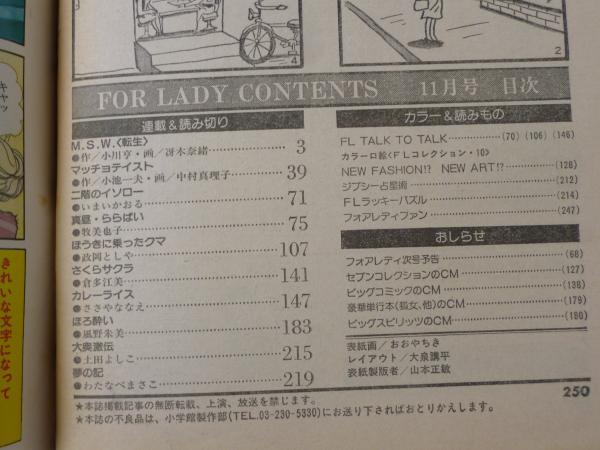 4
2
FOR LADY CONTENTS 11月号 目次
連載&読み切り
M.S.W.〈転生〉
●作/小川亨・画/冴木奈緒 3
マッチョテイスト
●作/小池一夫・画/中村真理子 39
二階のイソロー
●いまいかおる 71
真昼・ららばい
●牧美也子 75
ほうきに乗ったクマ
●政岡としや 107
さくらサクラ
●倉多江美 141
カレーライス
●ささやななえ 147
ほろ酔い
●風野朱美 183
大奥激伝
●土田よしこ 215
夢の記
●わたなべまさこ 219
カラー&読みもの
FL TALK TO TALK (70) (106) (146)
カラー口絵〈FLコレクション・10〉
NEW FASHION!? NEW ART!? (128)
ジプシー占星術 (212)
FLラッキーパズル (214)
フォアレディファン (247)
おしらせ
フォアレディ次号予告 (68)
セブンコレクションのCM (127)
ビッグコミックのCM (138)
豪華単行本(狐女、他)のCM (179)
ビッグスピリッツのCM (180)
表紙画/おおやちき
レイアウト/大泉講平
表紙製版者/山本正敏
250
★本誌掲載記事の無断転載、上演、放送を禁じます。
★本誌の不良品は、小学館製作部(TEL.03-230-5330)にお送り下さればおとりかえします。
きれいな文字になって